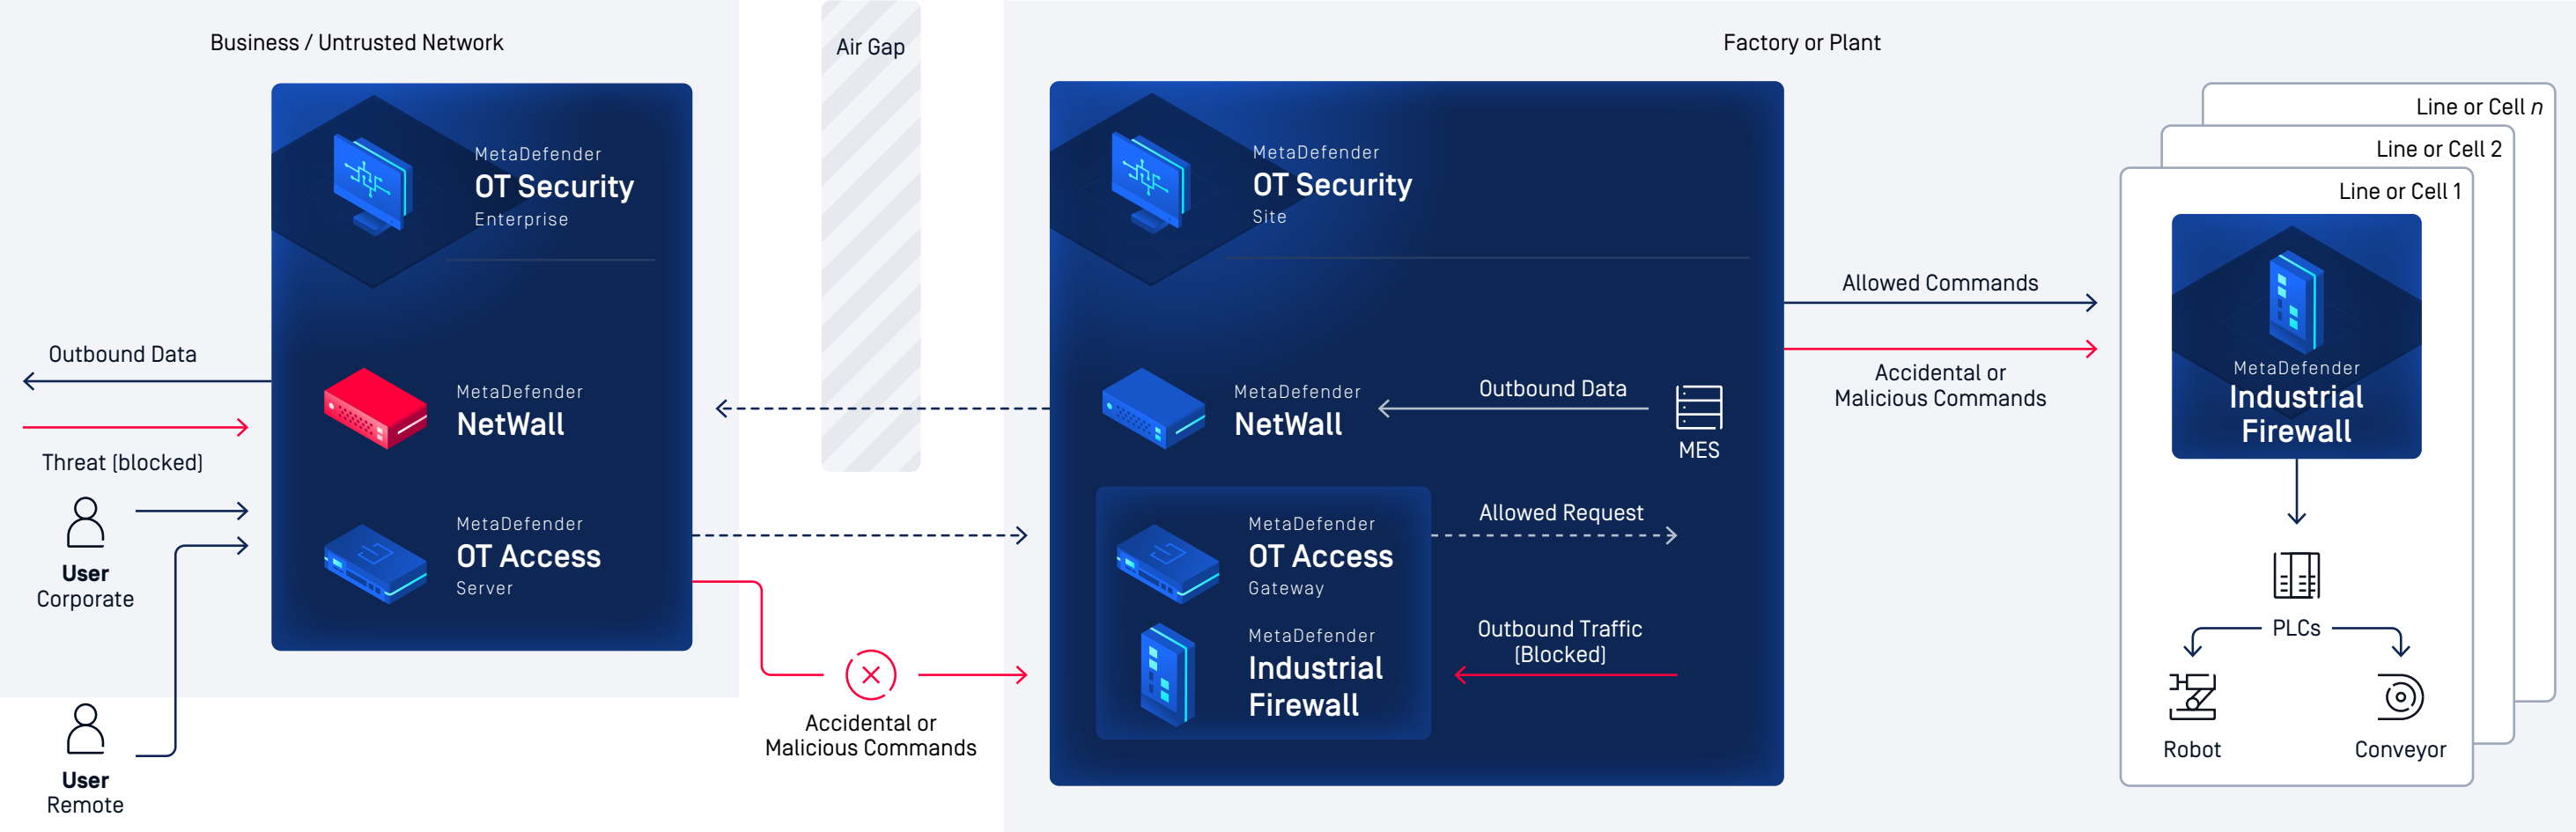 Business / Untrusted Network
Air Gap
Factory or Plant
MetaDefender
OT Security
Enterprise
MetaDefender
NetWall
MetaDefender
OT Access
Server
Outbound Data
Threat (blocked)
User
Corporate
User
Remote
Accidental or
Malicious Commands
MetaDefender
OT Security
Site
MetaDefender
NetWall
Outbound Data
MES
MetaDefender
OT Access
Gateway
Allowed Request
MetaDefender
Industrial
Firewall
Outbound Traffic
(Blocked)
Allowed Commands
Accidental or
Malicious Commands
Line or Cell n
Line or Cell 2
Line or Cell 1
MetaDefender
Industrial
Firewall
PLCs
Robot
Conveyor